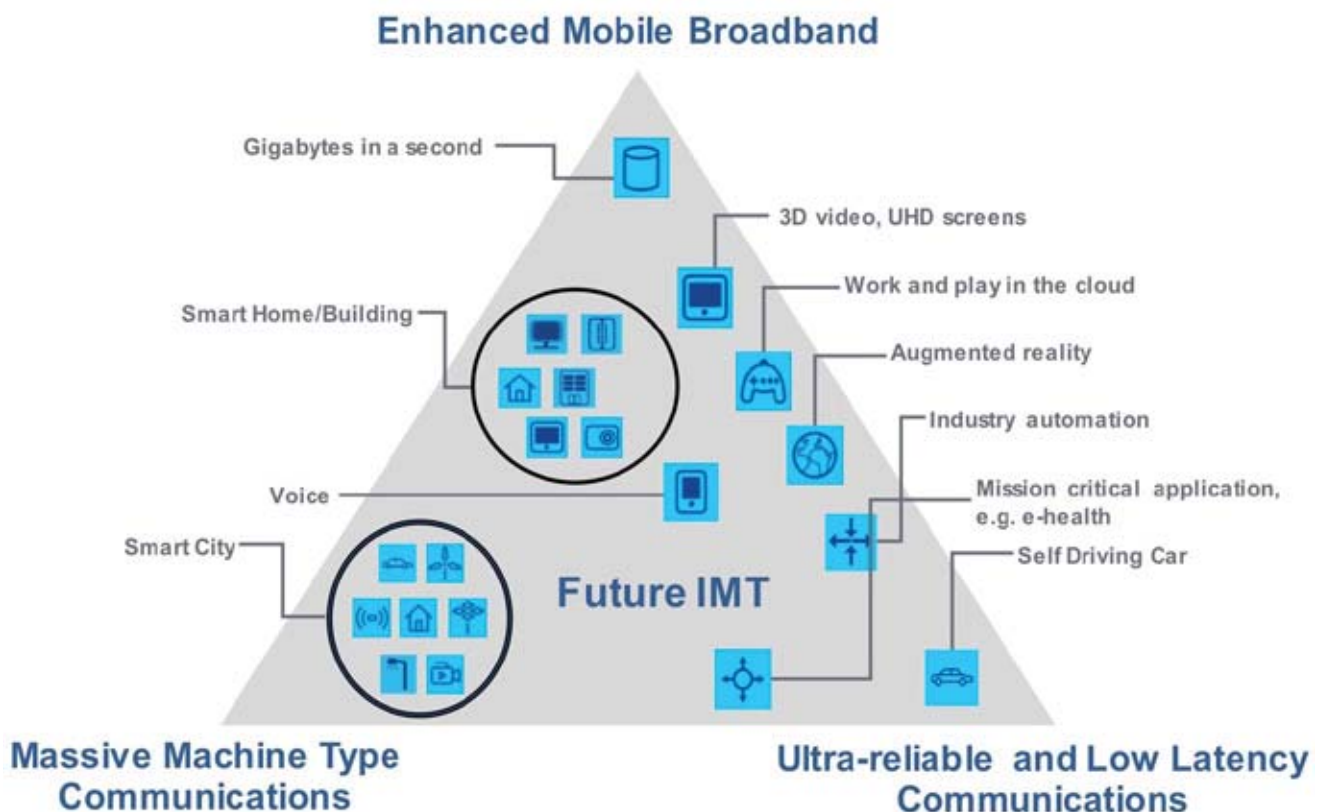 Enhanced Mobile Broadband
Gigabytes in a second
3D video, UHD screens
Work and play in the cloud
Smart Home/Building
Augmented reality
Industry automation
Mission critical application,
e.g. e-health
Voice
Smart City
Self Driving Car
Future IMT
Massive Machine Type
Communications
Ultra-reliable and Low Latency
Communications